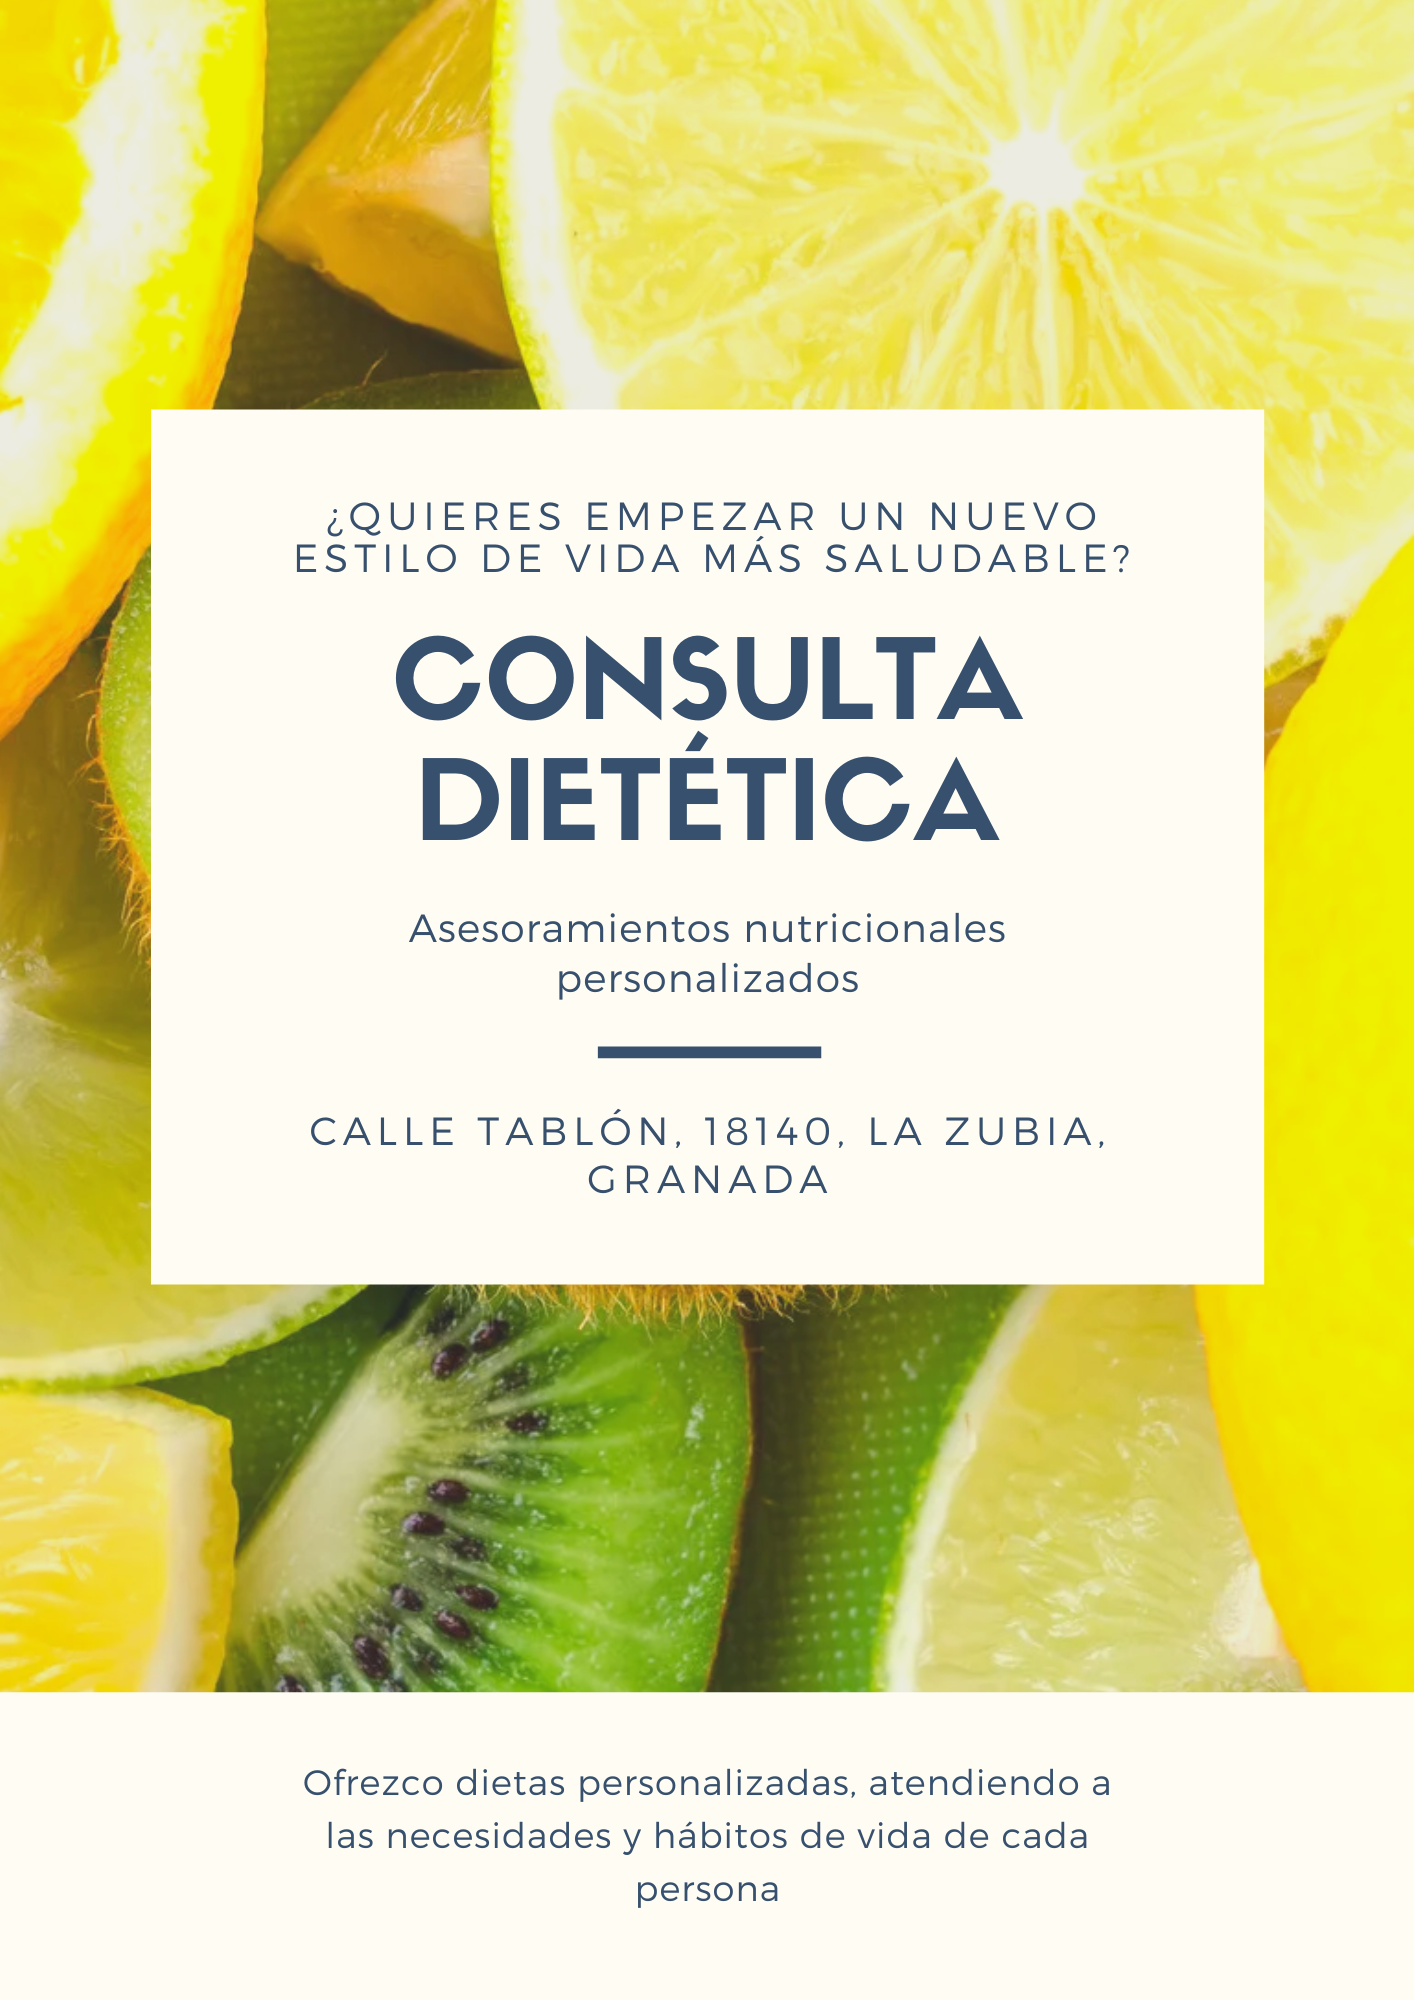 ¿QUIERES EMPEZAR UN NUEVO
ESTILO DE VIDA MÁS SALUDABLE?
CONSULTA
DIETÉTICA
Asesoramientos nutricionales
personalizados
CALLE TABLÓN, 18140, LA ZUBIA,
GRANADA
Ofrezco dietas personalizadas, atendiendo a
las necesidades y hábitos de vida de cada
persona